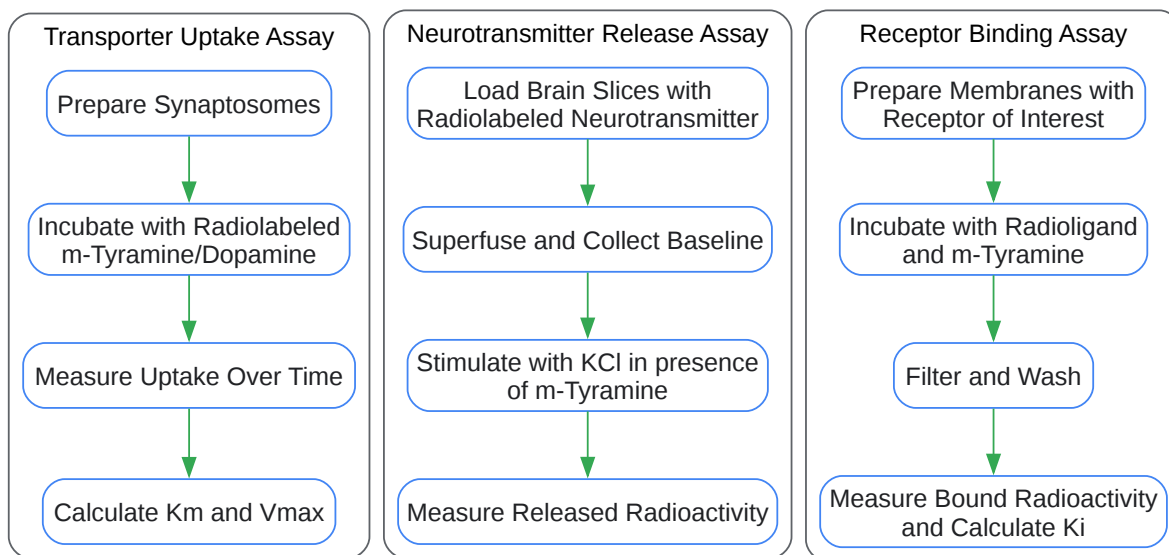 Transporter Uptake Assay
Prepare Synaptosomes
Incubate with Radiolabeled
m-Tyramine/Dopamine
Measure Uptake Over Time
Calculate Km and Vmax
Neurotransmitter Release Assay
Load Brain Slices with
Radiolabeled Neurotransmitter
Superfuse and Collect Baseline
Stimulate with KCl in presence
of m-Tyramine
Measure Released Radioactivity
Receptor Binding Assay
Prepare Membranes with
Receptor of Interest
Incubate with Radioligand
and m-Tyramine
Filter and Wash
Measure Bound Radioactivity
and Calculate Ki